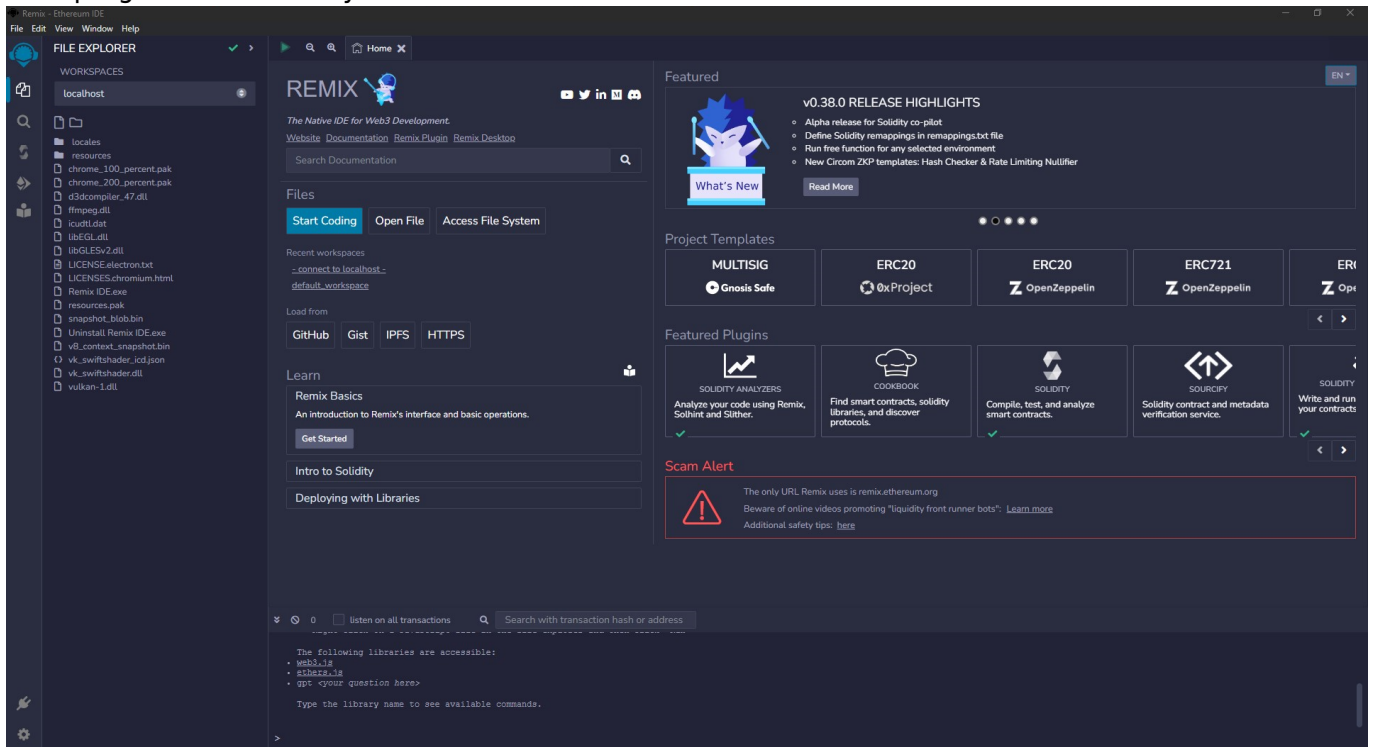 Remix - Ethereum IDE
File Edit View Window Help
FILE EXPLORER
WORKSPACES
localhost
locales
resources
chrome_100_percent.pak
chrome_200_percent.pak
d3dcompiler_47.dll
ffmpeg.dll
icudtl.dat
libEGL.dll
libGLESv2.dll
LICENSE.electron.txt
LICENSES.chromium.html
Remix IDE.exe
resources.pak
snapshot_blob.bin
Uninstall Remix IDE.exe
v8_context_snapshot.bin
vk_swiftshader_icd.json
vk_swiftshader.dll
vulkan-1.dll
Home
REMIX
The Native IDE for Web3 Development.
Website Documentation Remix Plugin Remix Desktop
Search Documentation
Files
Start Coding Open File Access File System
Recent workspaces
- connect to localhost -
default_workspace
Load from
GitHub Gist IPFS HTTPS
Learn
Remix Basics
An introduction to Remix's interface and basic operations.
Get Started
Intro to Solidity
Deploying with Libraries
Featured
EN
What's New
v0.38.0 RELEASE HIGHLIGHTS
Alpha release for Solidity co-pilot
Define Solidity remappings in remappings.txt file
Run free function for any selected environment
New Circom ZKP templates: Hash Checker & Rate Limiting Nullifier
Read More
Project Templates
MULTISIG
Gnosis Safe
ERC20
0xProject
ERC20
OpenZeppelin
ERC721
OpenZeppelin
Featured Plugins
SOLIDITY ANALYZERS
Analyze your code using Remix,
Solhint and Slither.
COOKBOOK
Find smart contracts, solidity
libraries, and discover
protocols.
SOLIDITY
Compile, test, and analyze
smart contracts.
SOURCIFY
Solidity contract and metadata
verification service.
SOLIDITY
Write and run
your contracts
Scam Alert
The only URL Remix uses is remix.ethereum.org
Beware of online videos promoting "liquidity front runner bots": Learn more
Additional safety tips: here
0 listen on all transactions Search with transaction hash or address
The following libraries are accessible:
web3.js
ethers.js
gpt <your question here>
Type the library name to see available commands.
>